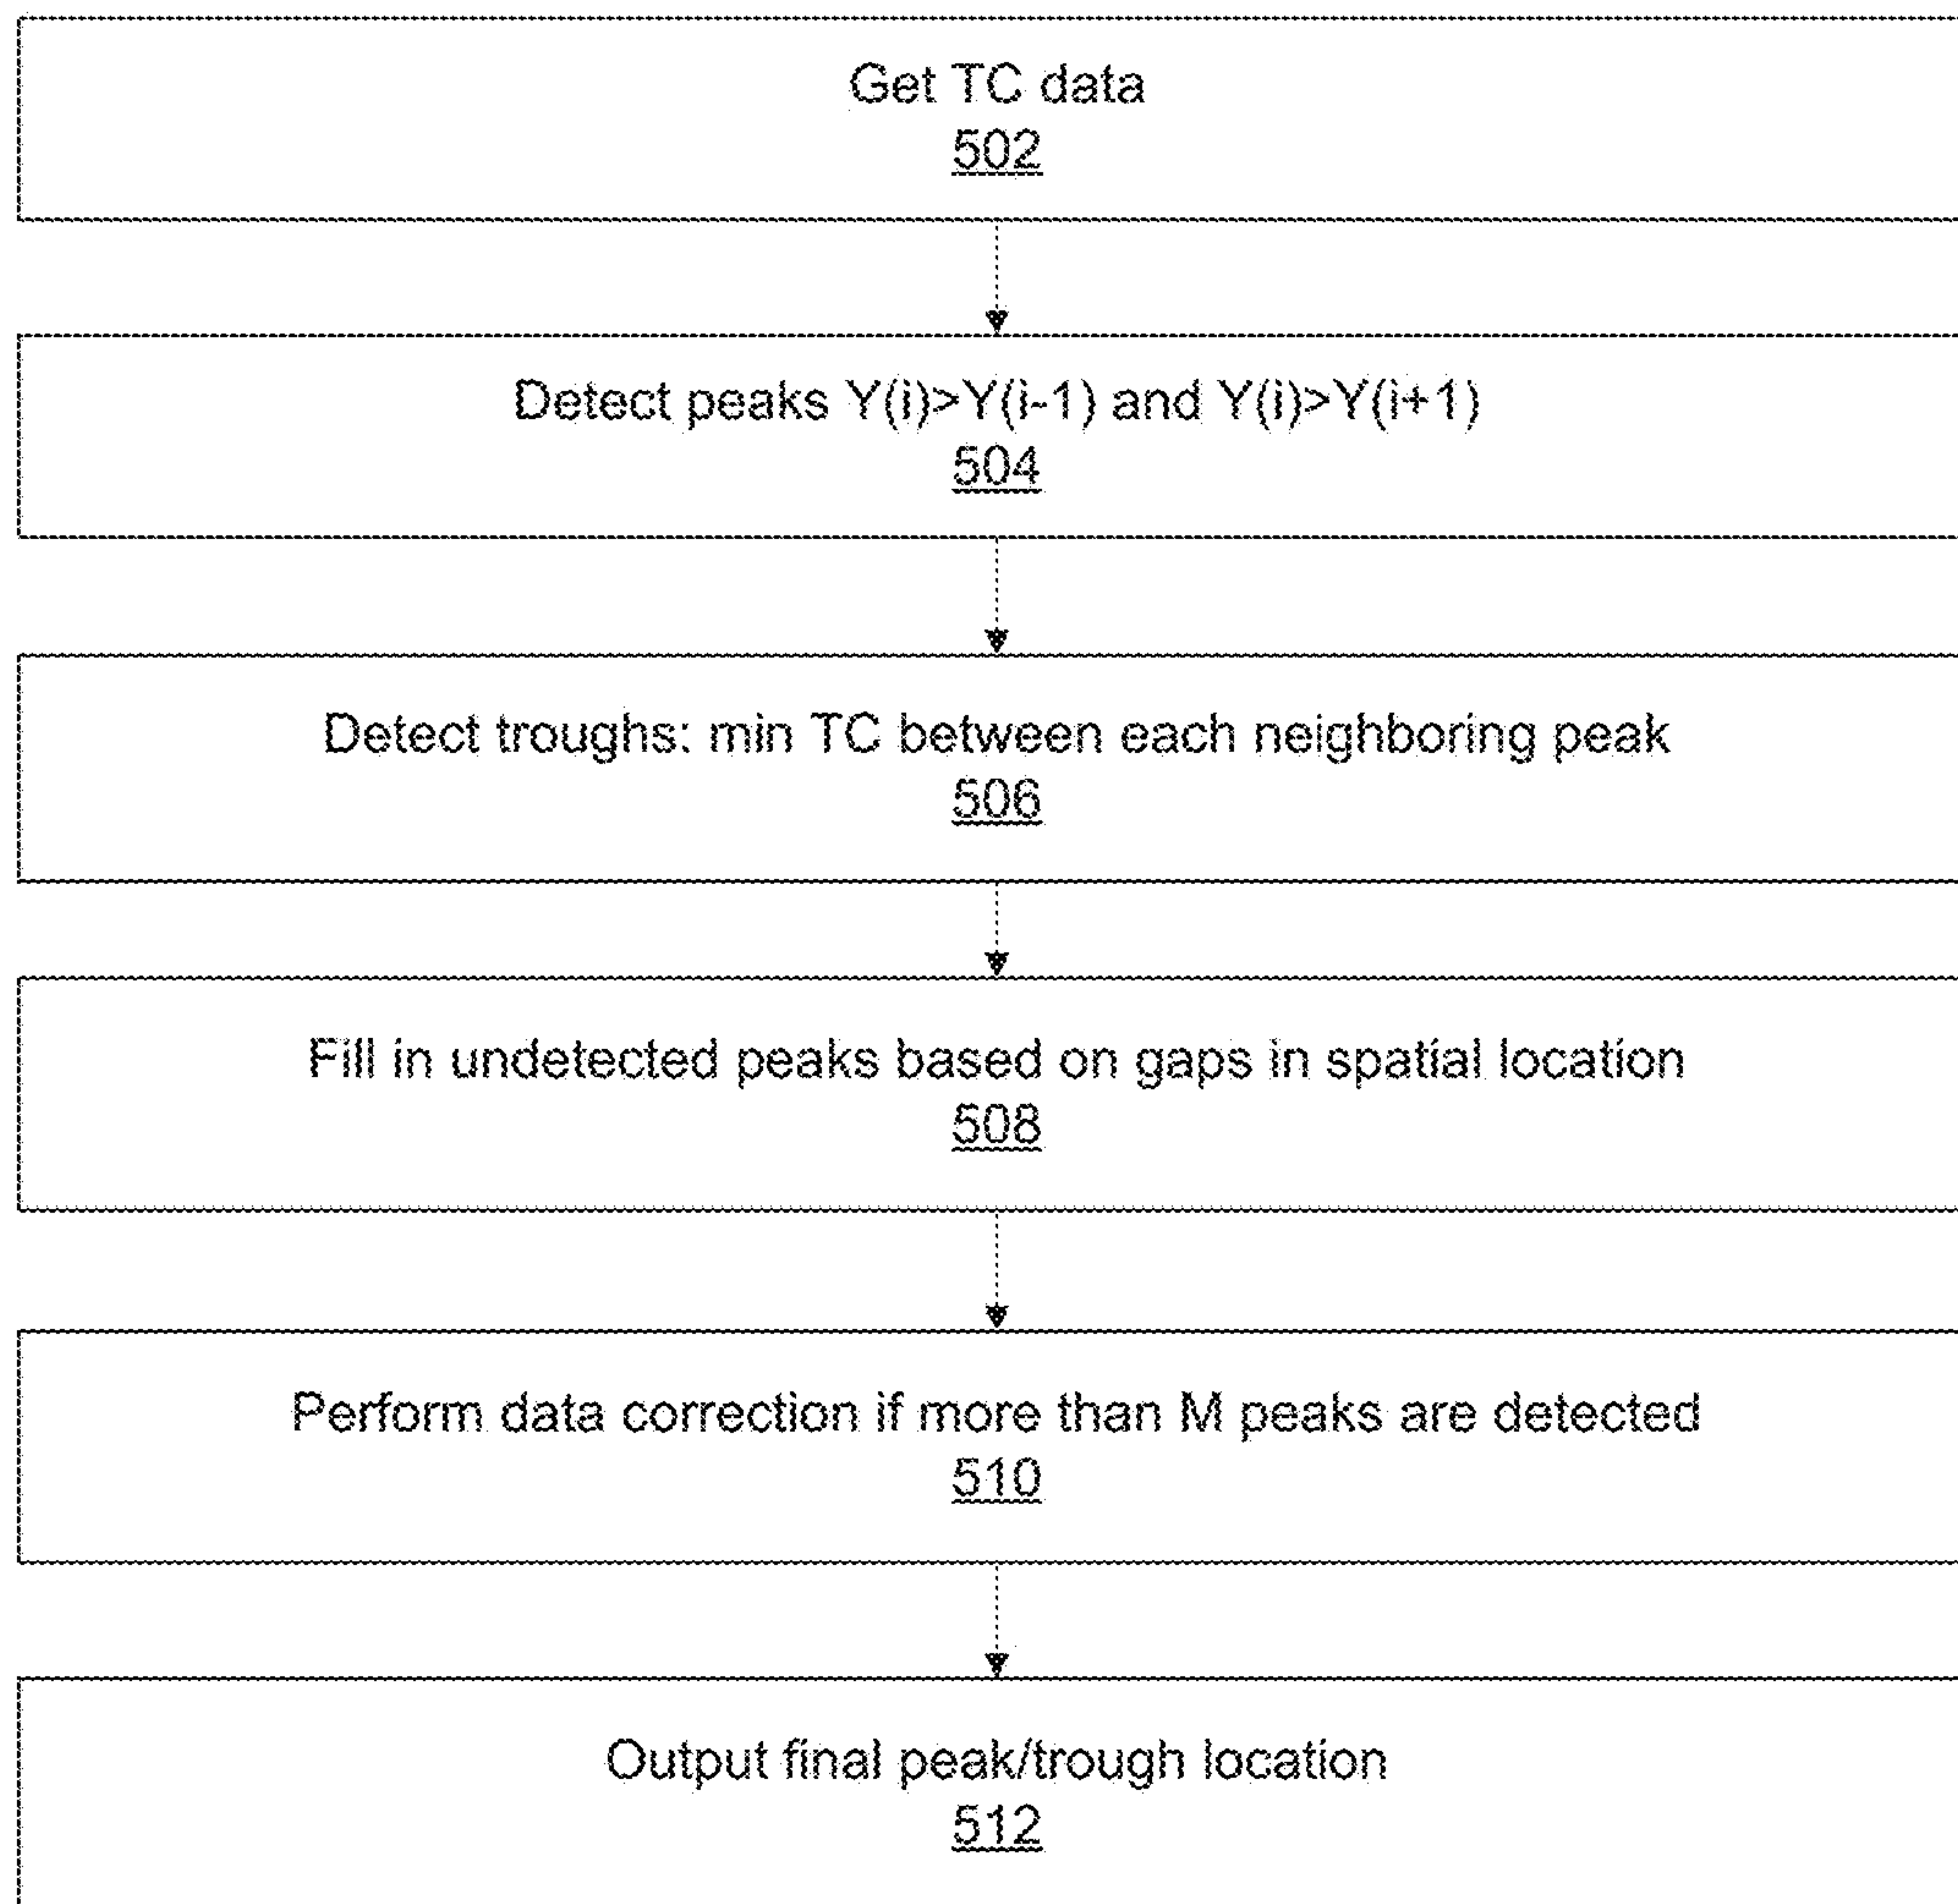 Get TC data
502
Detect peaks Y(i)>Y(i-1) and Y(i)>Y(i+1)
504
Detect troughs: min TC between each neighboring peak
506
Fill in undetected peaks based on gaps in spatial location
508
Perform data correction if more than M peaks are detected
510
Output final peak/trough location
512